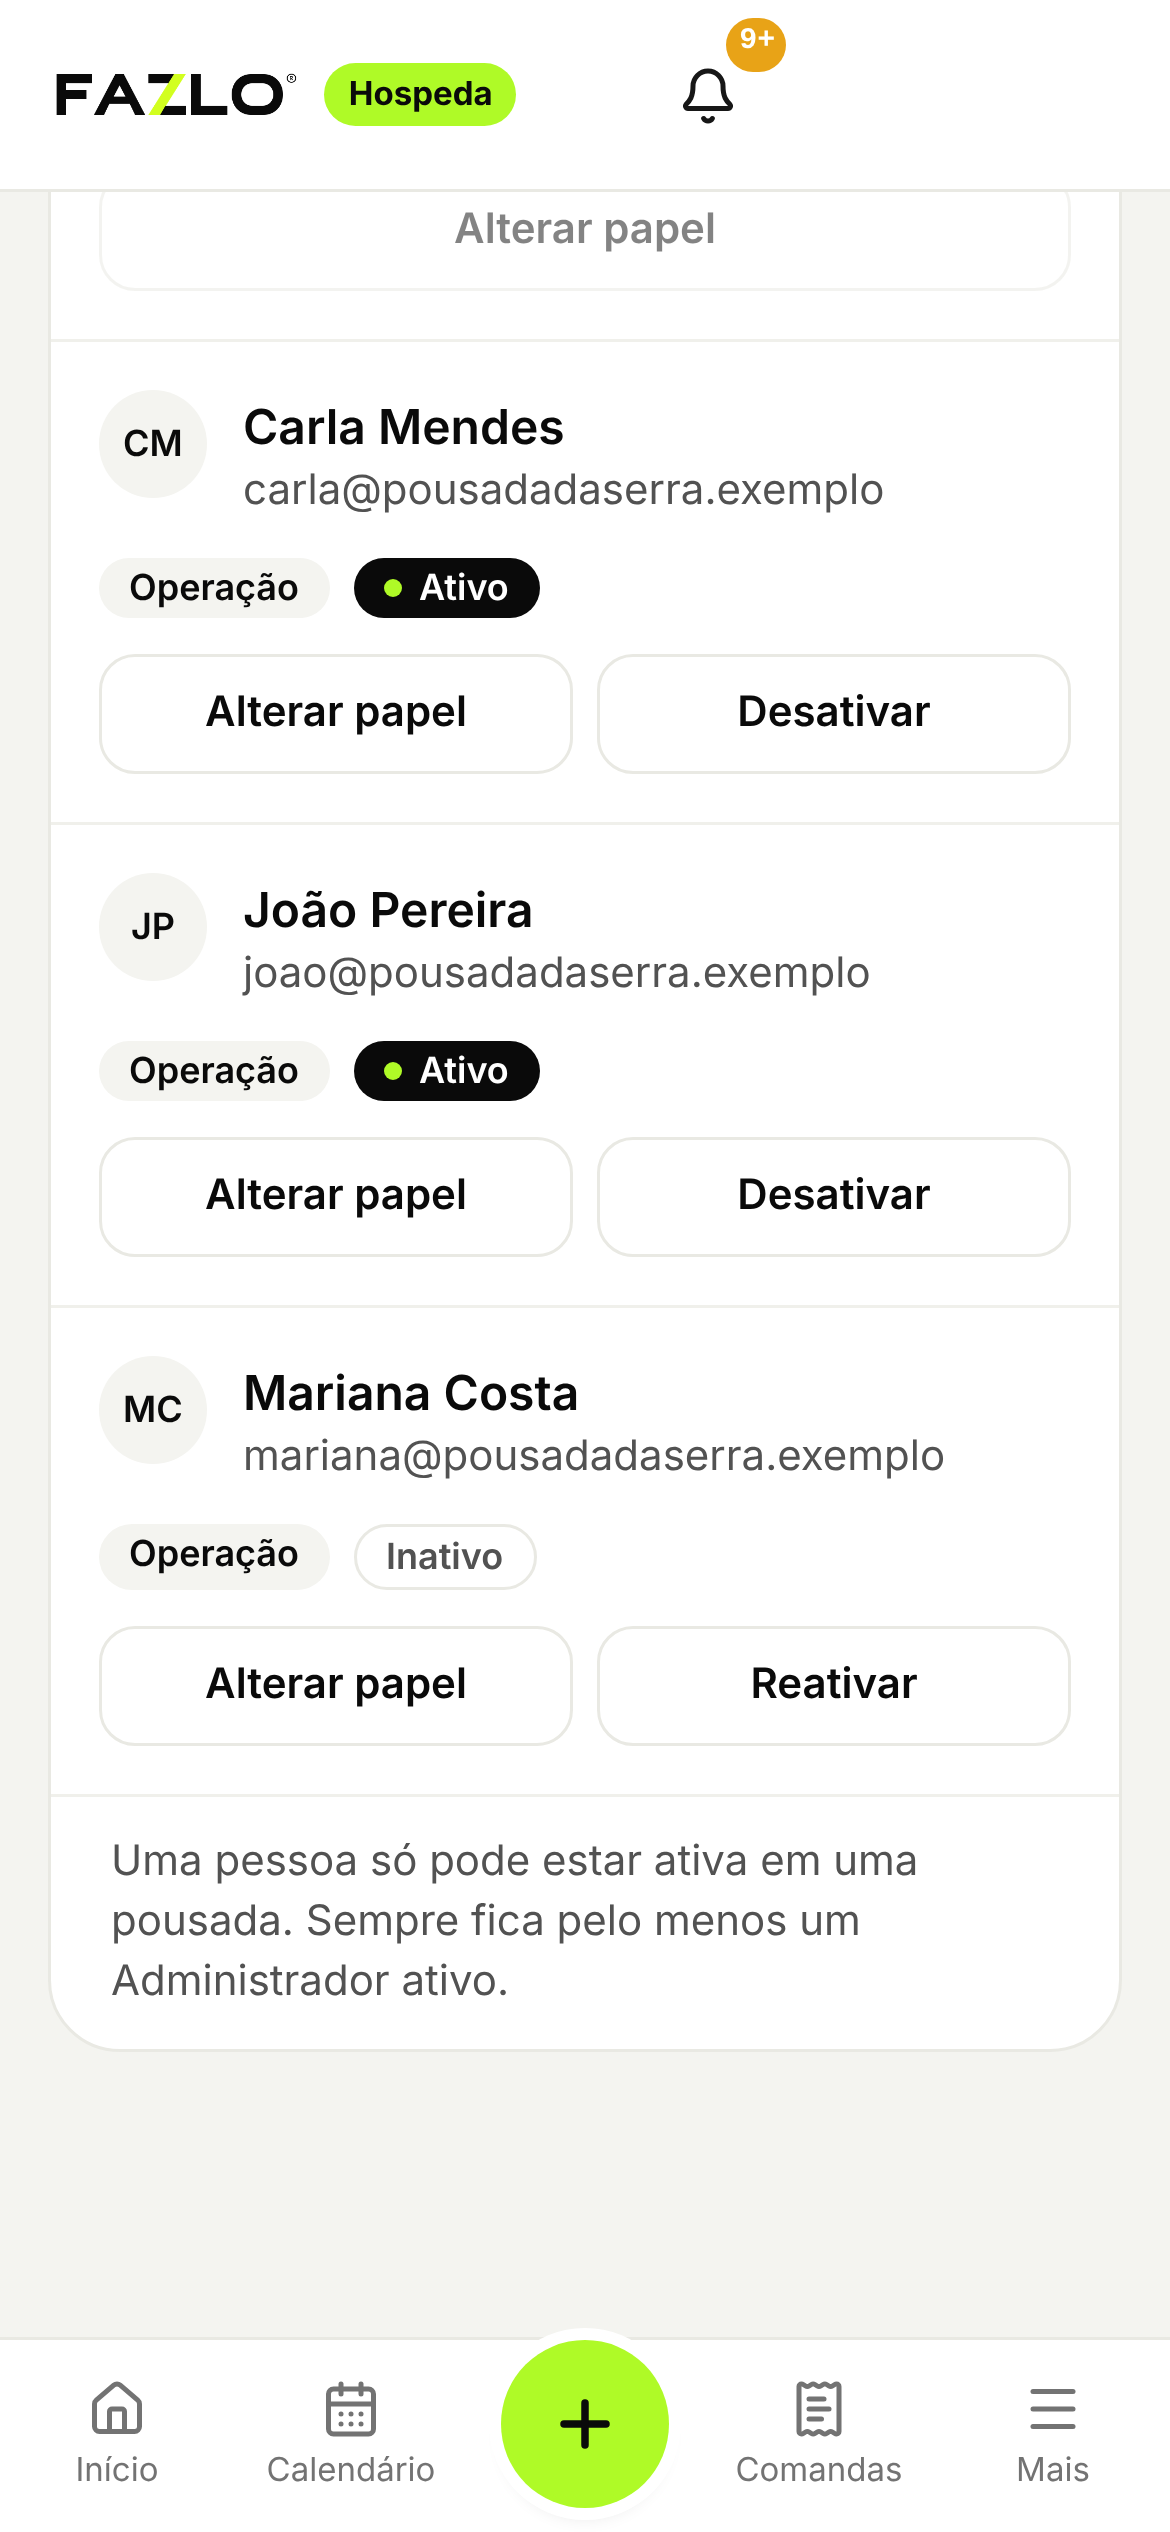 FAZLO®
Hospeda
9+
Alterar papel
CM
Carla Mendes
carla@pousadadaserra.exemplo
Operação
Ativo
Alterar papel
Desativar
JP
João Pereira
joao@pousadadaserra.exemplo
Operação
Ativo
Alterar papel
Desativar
MC
Mariana Costa
mariana@pousadadaserra.exemplo
Operação
Inativo
Alterar papel
Reativar
Uma pessoa só pode estar ativa em uma
pousada. Sempre fica pelo menos um
Administrador ativo.
Início
Calendário
Comandas
Mais